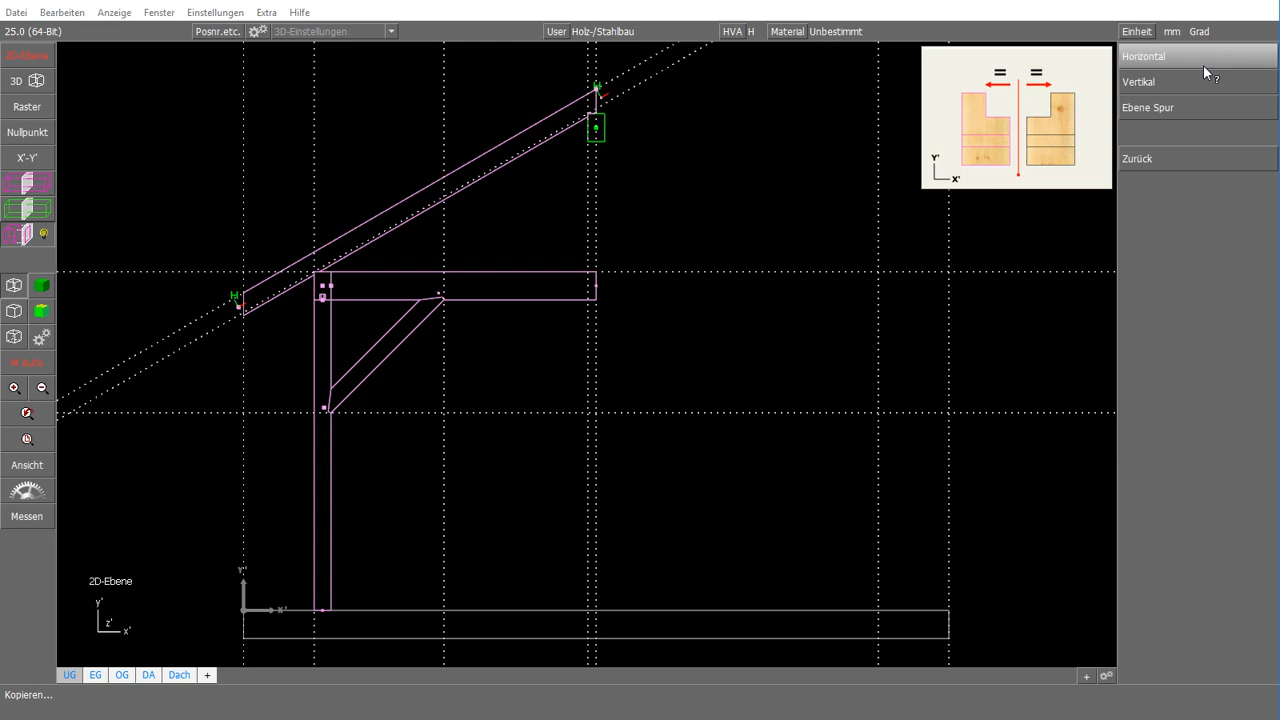 Datei Bearbeiten Anzeige Fenster Einstellungen Extra Hilfe
25.0 (64-Bit) Posnr.etc. 3D-Einstellungen User Holz-/Stahlbau HVA H Material Unbestimmt Einheit mm Grad
2D-Ebene
3D
Raster
Nullpunkt
X'-Y'
M Auto
Ansicht
Messen
H
H
Y'
X'
2D-Ebene
y'
z'
x'
= =
Y'
X'
Horizontal
Vertikal
Ebene Spur
Zurück
UG EG OG DA Dach + +
Kopieren...